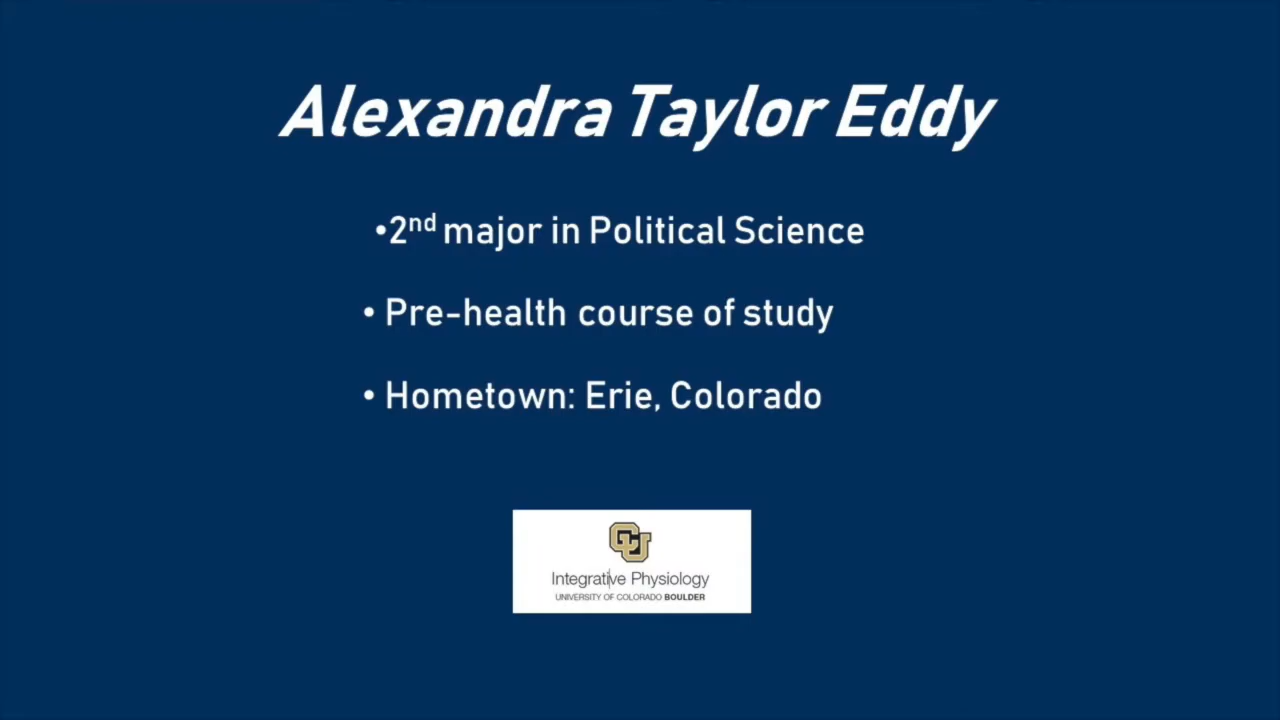 Alexandra Taylor Eddy
•2nd major in Political Science
• Pre-health course of study
• Hometown: Erie, Colorado
CU
Integrative Physiology
UNIVERSITY OF COLORADO BOULDER